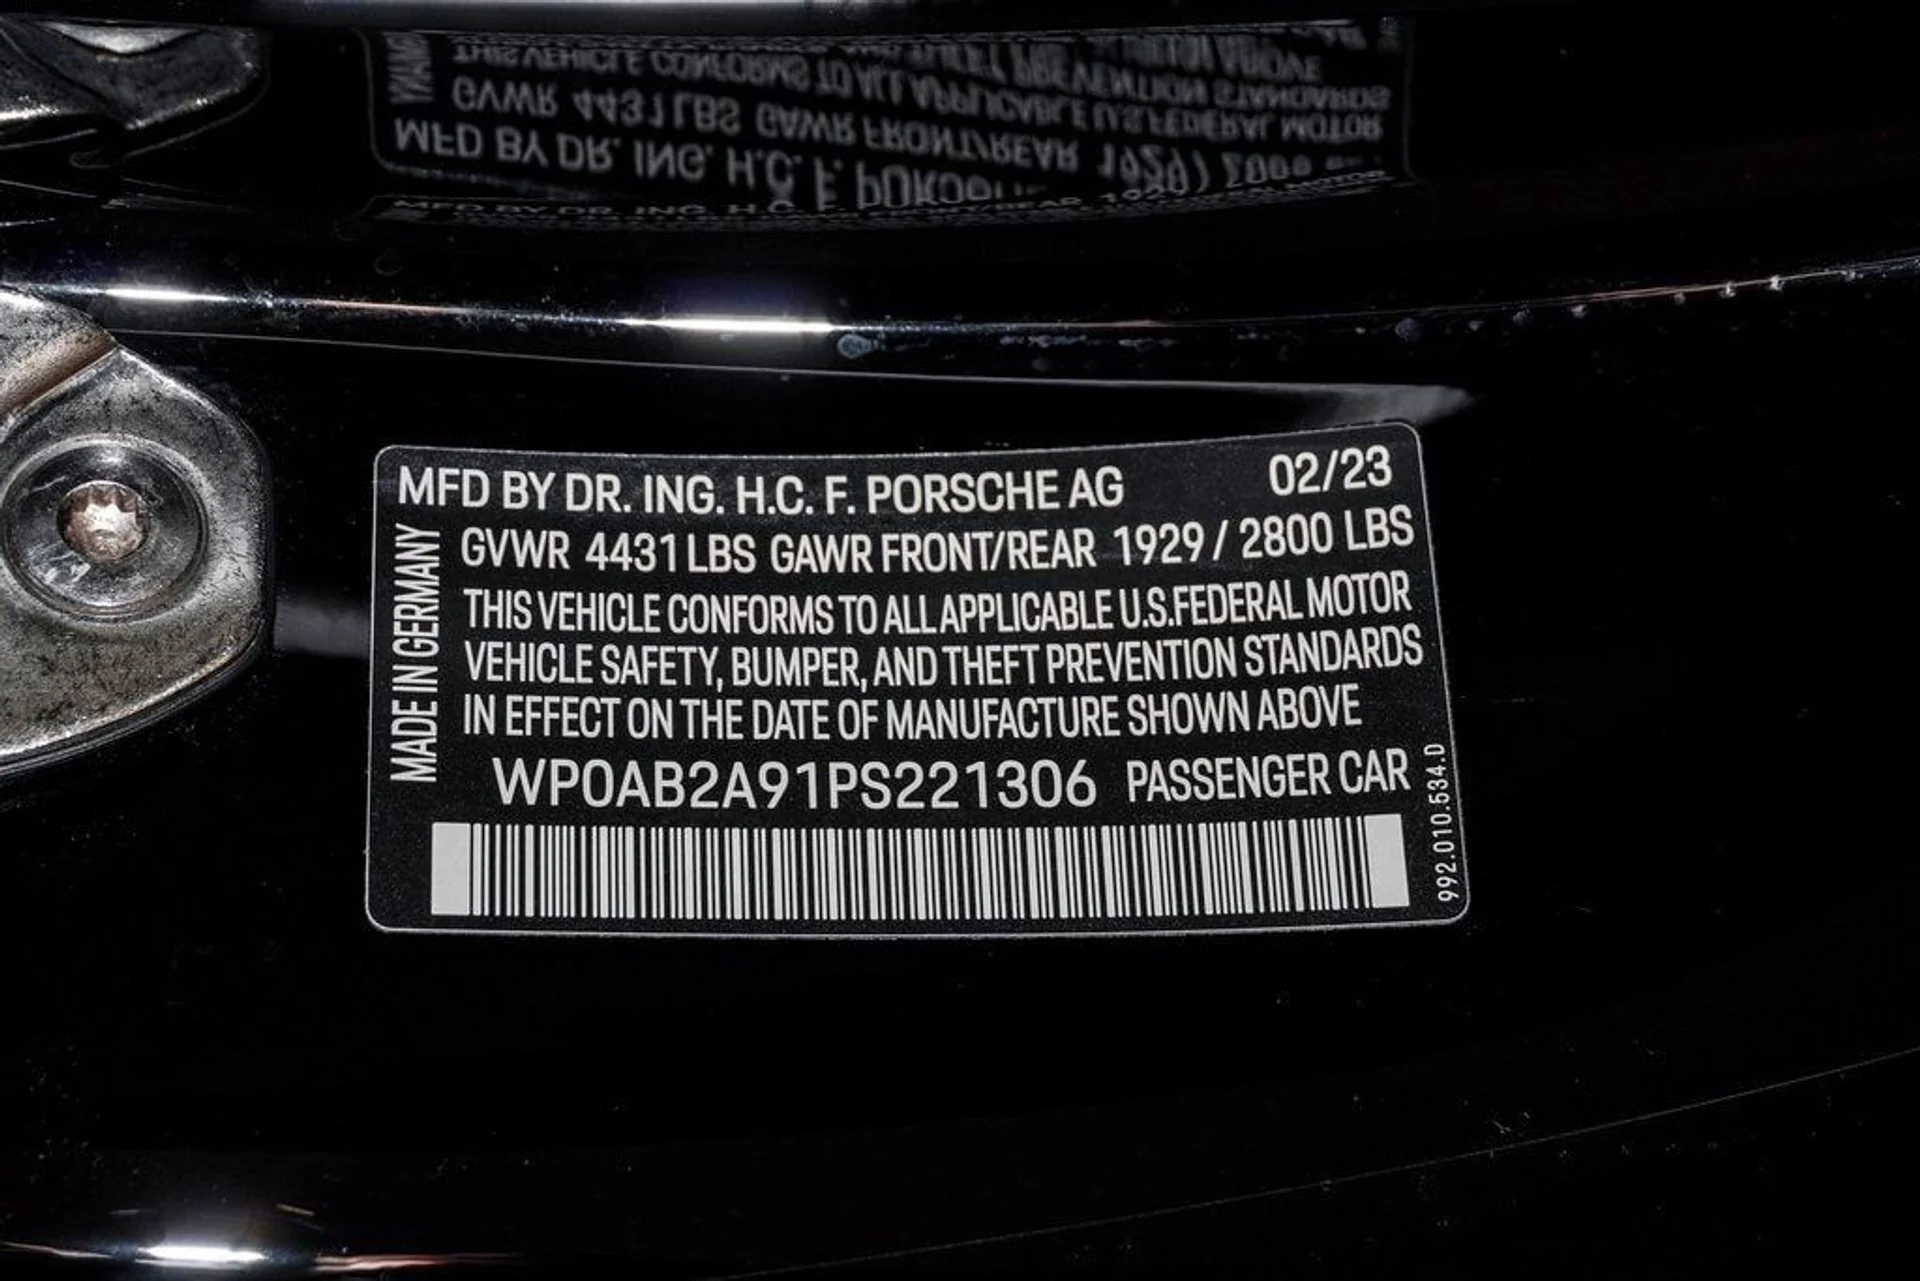 MFD BY DR. ING. H.C. F. PORSCHE AG 02/23
GVWR 4431 LBS GAWR FRONT/REAR 1929 / 2800 LBS
THIS VEHICLE CONFORMS TO ALL APPLICABLE U.S.FEDERAL MOTOR
VEHICLE SAFETY, BUMPER, AND THEFT PREVENTION STANDARDS
IN EFFECT ON THE DATE OF MANUFACTURE SHOWN ABOVE
WP0AB2A91PS221306 PASSENGER CAR
MADE IN GERMANY
992.010.534.D